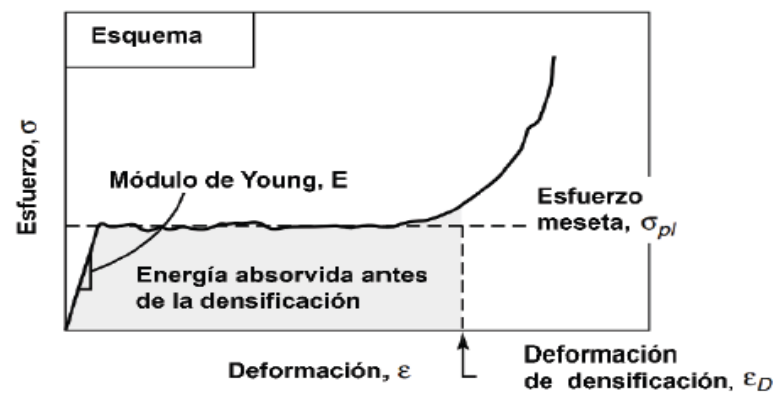 Esquema
Esfuerzo, σ
Módulo de Young, E
Esfuerzo
meseta, σpl
Energía absorvida antes
de la densificación
Deformación, ε
Deformación
de densificación, εD